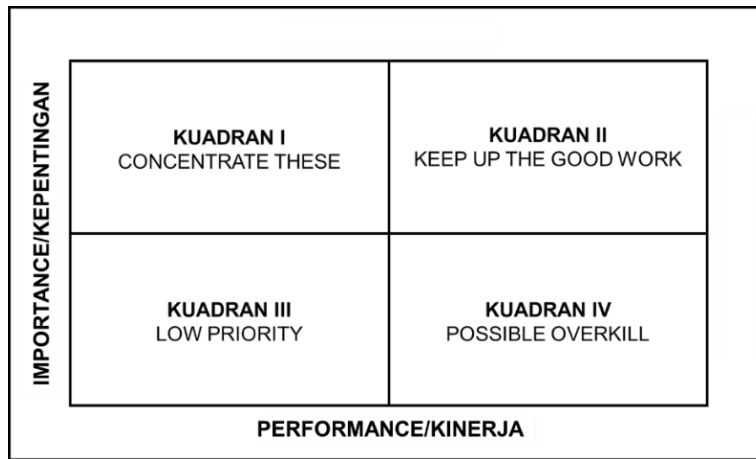 IMPORTANCE/KEPENTINGAN
KUADRAN I
CONCENTRATE THESE
KUADRAN II
KEEP UP THE GOOD WORK
KUADRAN III
LOW PRIORITY
KUADRAN IV
POSSIBLE OVERKILL
PERFORMANCE/KINERJA